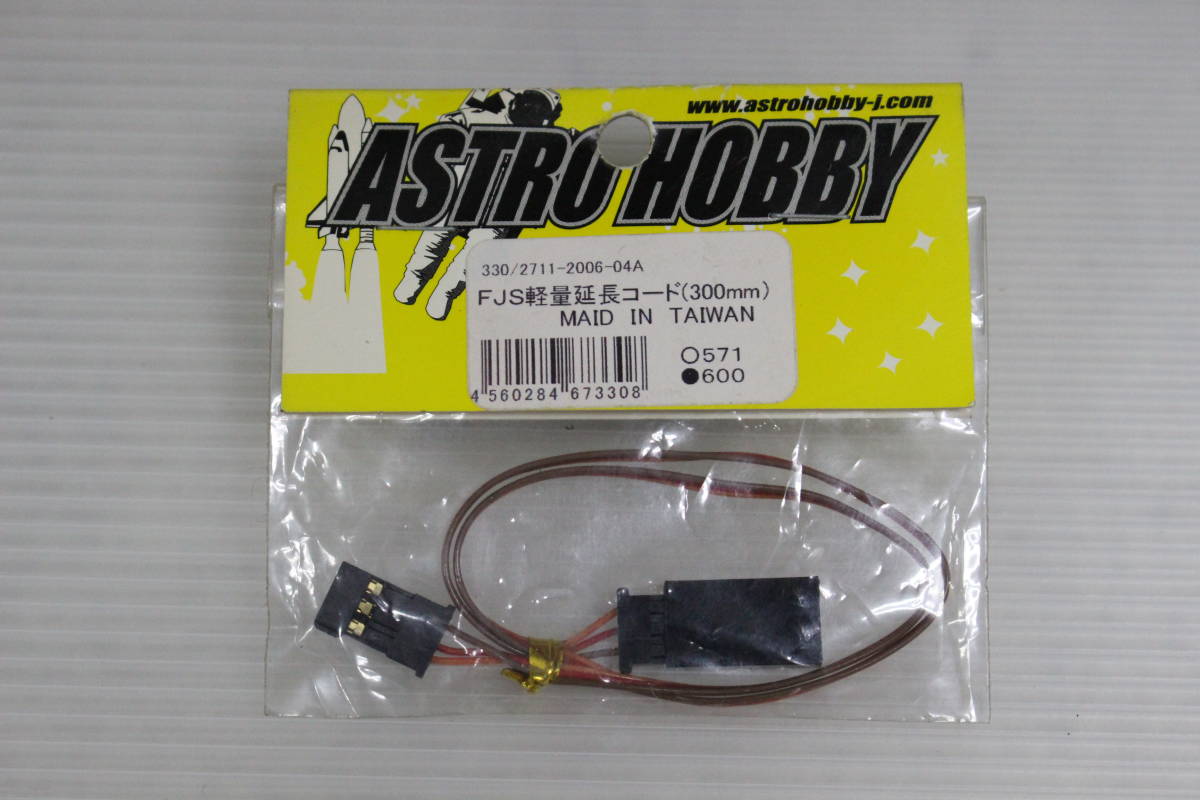 www.astrohobby-j.com
ASTRO HOBBY
330/2711-2006-04A
FJS軽量延長コード(300mm)
MAID IN TAIWAN
○571
●600
4 560284 673308